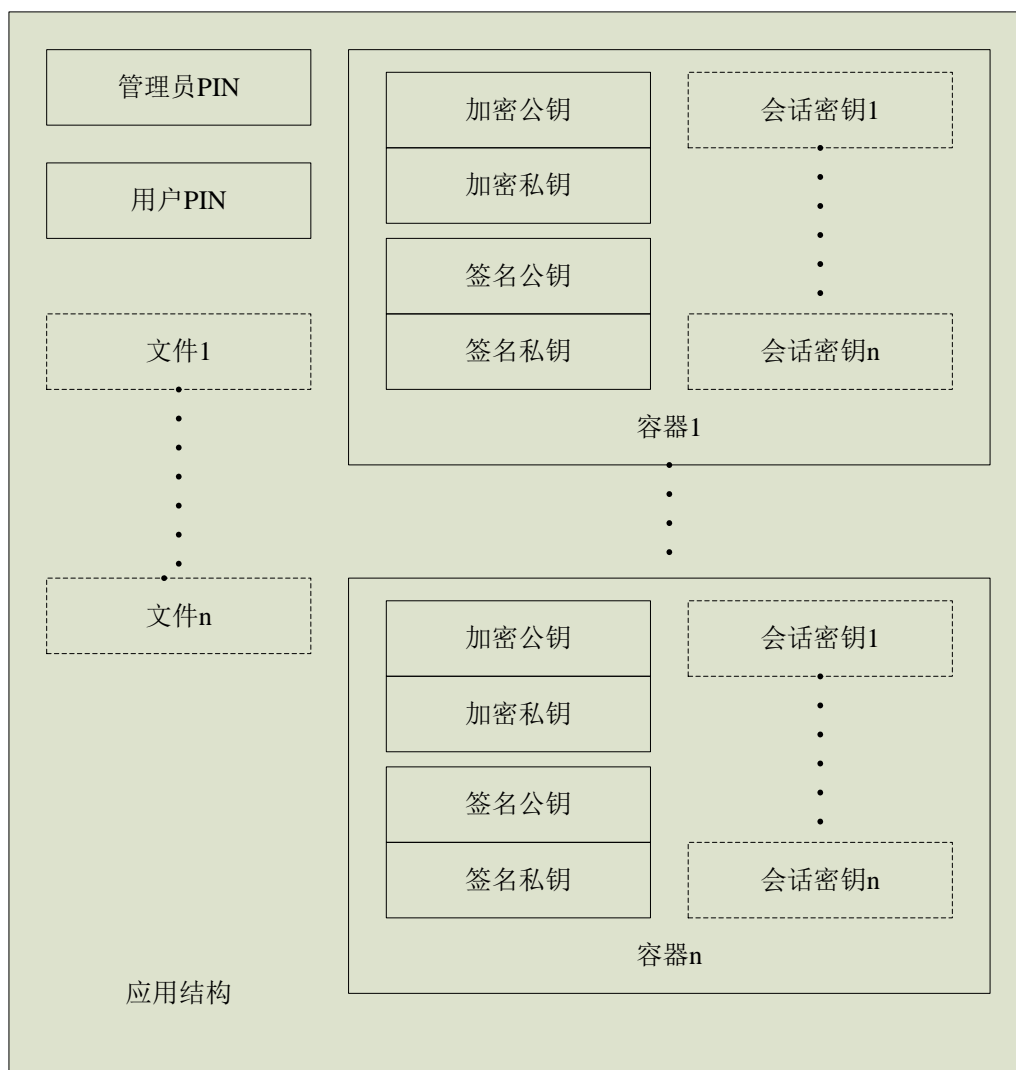 管理员PIN
用户PIN
文件1
文件n
加密公钥
加密私钥
签名公钥
签名私钥
会话密钥1
会话密钥n
容器1
加密公钥
加密私钥
签名公钥
签名私钥
会话密钥1
会话密钥n
容器n
应用结构